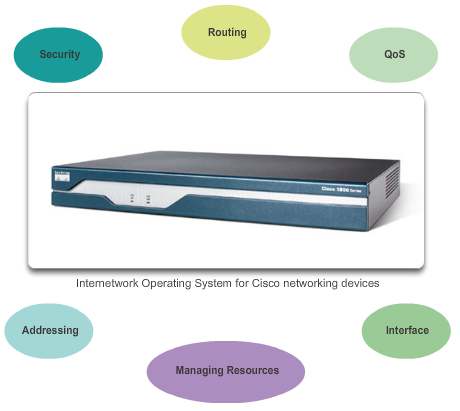 Routing
Security
QoS
Cisco 1800 Series
Internetwork Operating System for Cisco networking devices
Addressing
Interface
Managing Resources